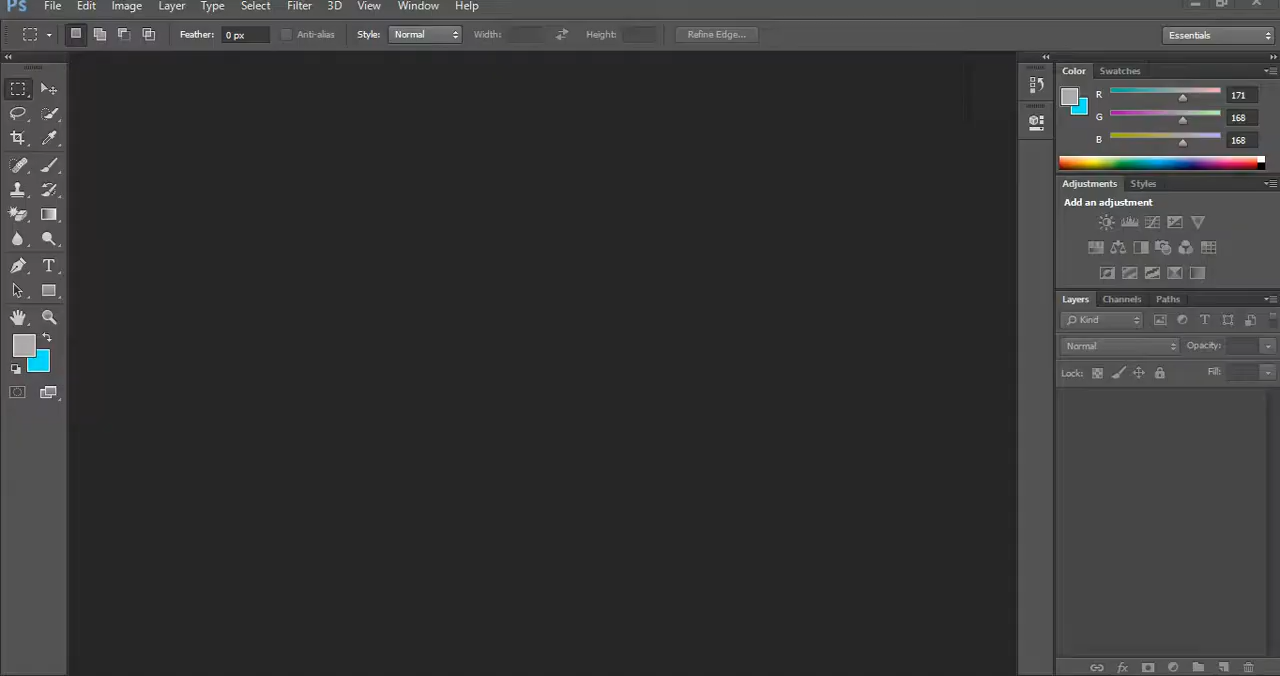 Ps File Edit Image Layer Type Select Filter 3D View Window Help
Feather: 0 px Anti-alias Style: Normal Width: Height: Refine Edge... Essentials
Color Swatches
R 171
G 168
B 168
Adjustments Styles
Add an adjustment
Layers Channels Paths
Kind T
Normal Opacity:
Lock: Fill:
T
fx